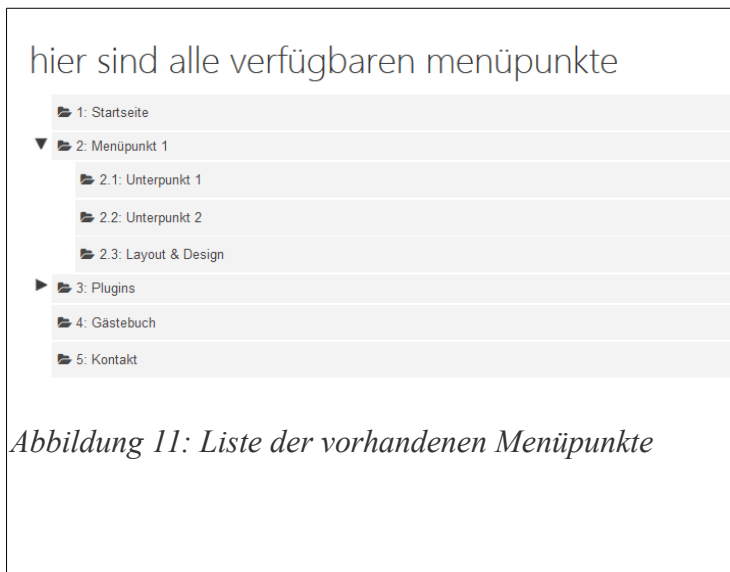 hier sind alle verfügbaren menüpunkte
1: Startseite
2: Menüpunkt 1
2.1: Unterpunkt 1
2.2: Unterpunkt 2
2.3: Layout & Design
3: Plugins
4: Gästebuch
5: Kontakt
Abbildung 11: Liste der vorhandenen Menüpunkte